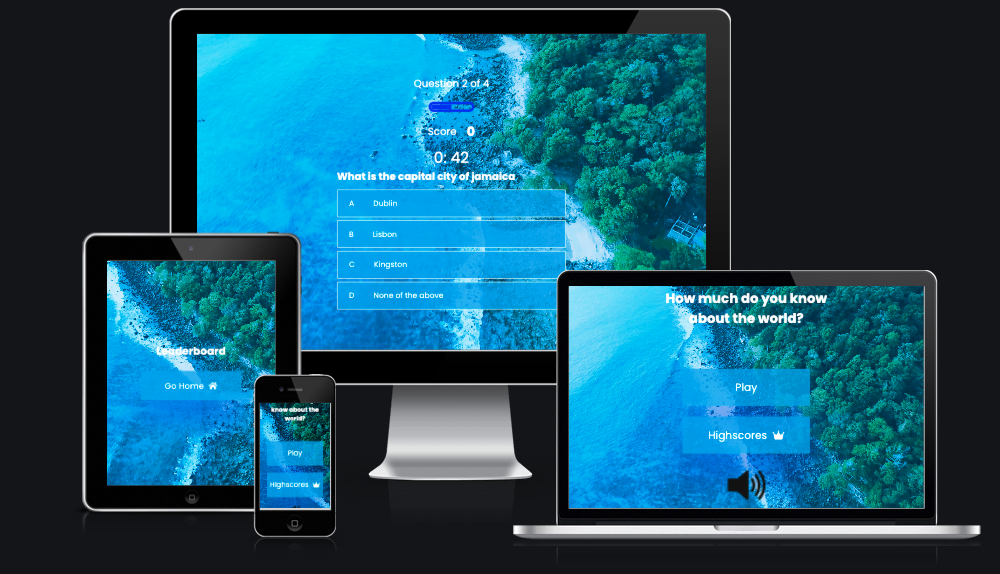 Question 2 of 4
Score 0
0: 42
What is the capital city of jamaica
A Dublin
B Lisbon
C Kingston
D None of the above
Leaderboard
Go Home
know about the
world?
Play
Highscores
How much do you know
about the world?
Play
Highscores